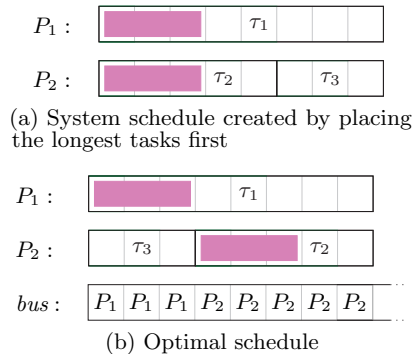 P₁ : τ₁
P₂ : τ₂ τ₃
(a) System schedule created by placing
the longest tasks first
P₁ : τ₁
P₂ : τ₃ τ₂
bus : P₁ P₁ P₁ P₂ P₂ P₂ P₂ P₂
(b) Optimal schedule